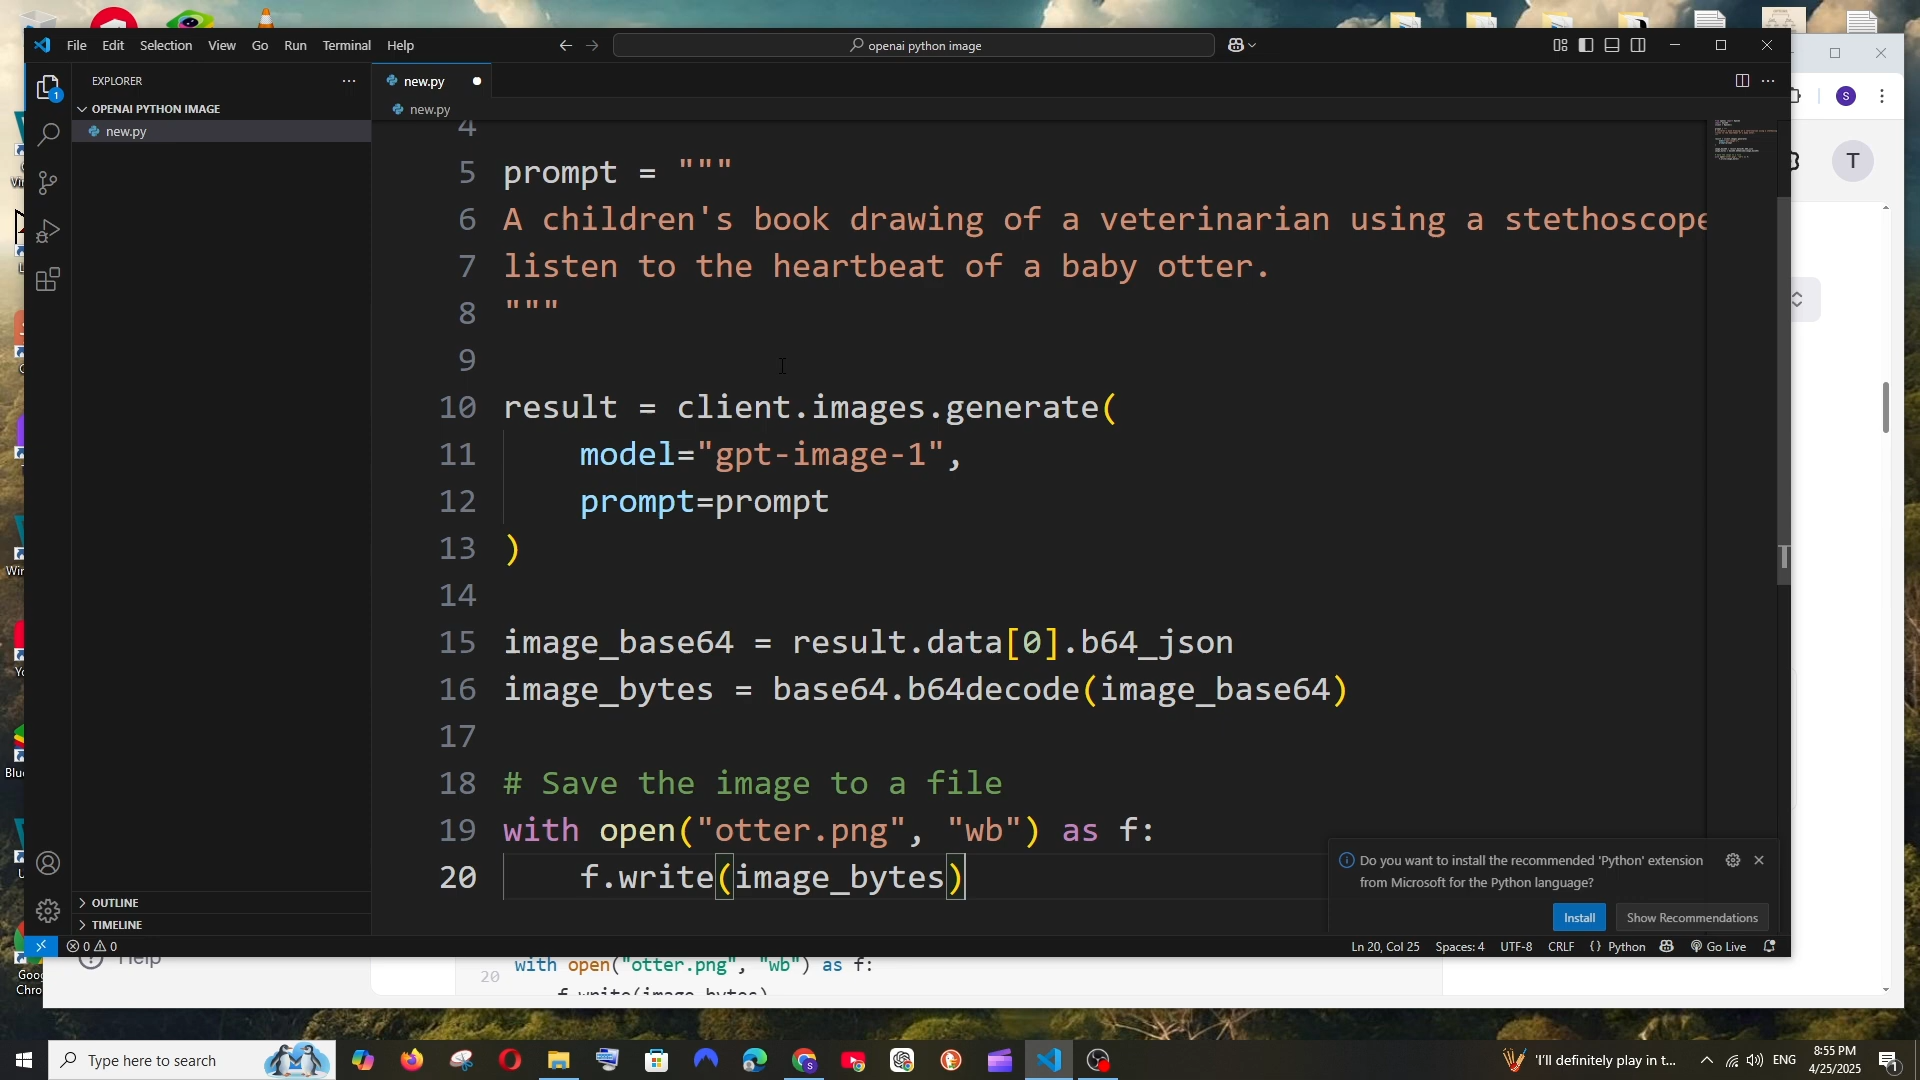 File Edit Selection View Go Run Terminal Help
openai python image
EXPLORER
OPENAI PYTHON IMAGE
new.py
OUTLINE
TIMELINE
new.py
new.py
4
5 prompt = """
6 A children's book drawing of a veterinarian using a stethoscope
7 listen to the heartbeat of a baby otter.
8 """
9
10 result = client.images.generate(
11 model="gpt-image-1",
12 prompt=prompt
13 )
14
15 image_base64 = result.data[0].b64_json
16 image_bytes = base64.b64decode(image_base64)
17
18 # Save the image to a file
19 with open("otter.png", "wb") as f:
20 f.write(image_bytes)
Do you want to install the recommended 'Python' extension
from Microsoft for the Python language?
Install Show Recommendations
0 0
Ln 20, Col 25 Spaces: 4 UTF-8 CRLF {} Python Go Live
S
T
Help
with open("otter.png", "wb") as f:
20
f.write(image_bytes)
Type here to search
'I'll definitely play in t...
ENG
8:55 PM
4/25/2025
1
1